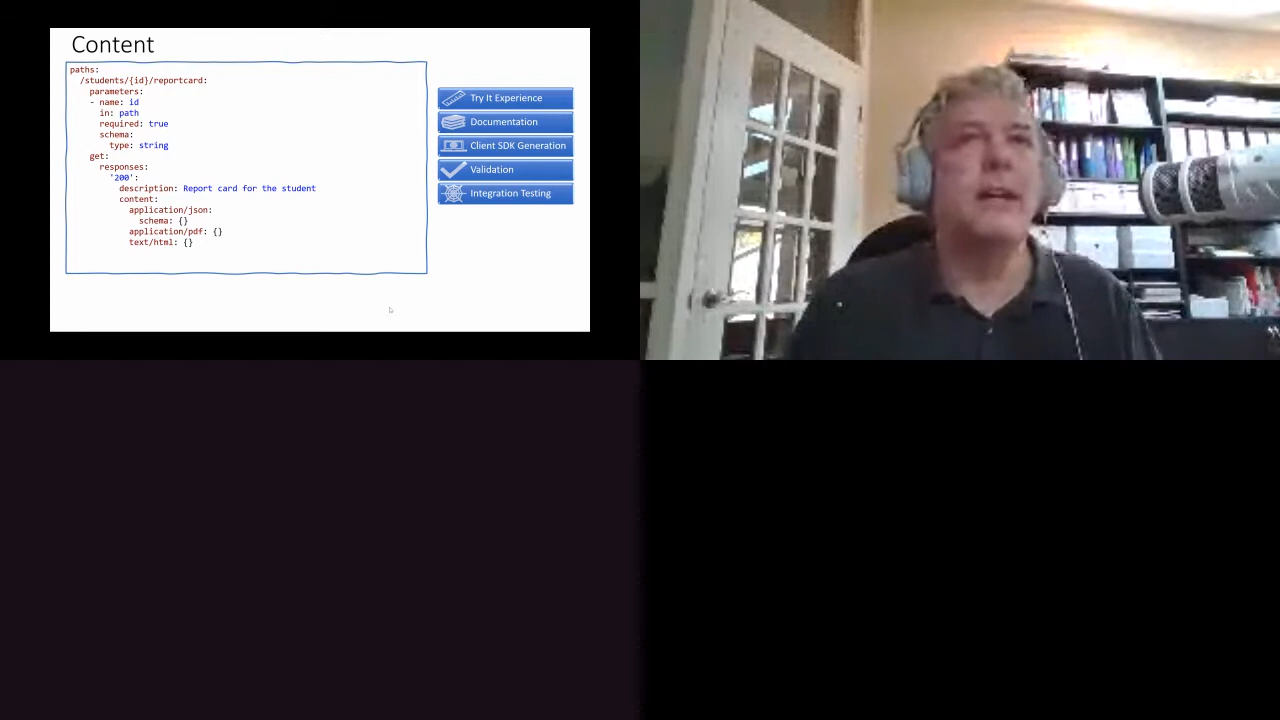 Content
paths:
/students/{id}/reportcard:
parameters:
- name: id
in: path
required: true
schema:
type: string
get:
responses:
'200':
description: Report card for the student
content:
application/json:
schema: {}
application/pdf: {}
text/html: {}
Try It Experience
Documentation
Client SDK Generation
Validation
Integration Testing